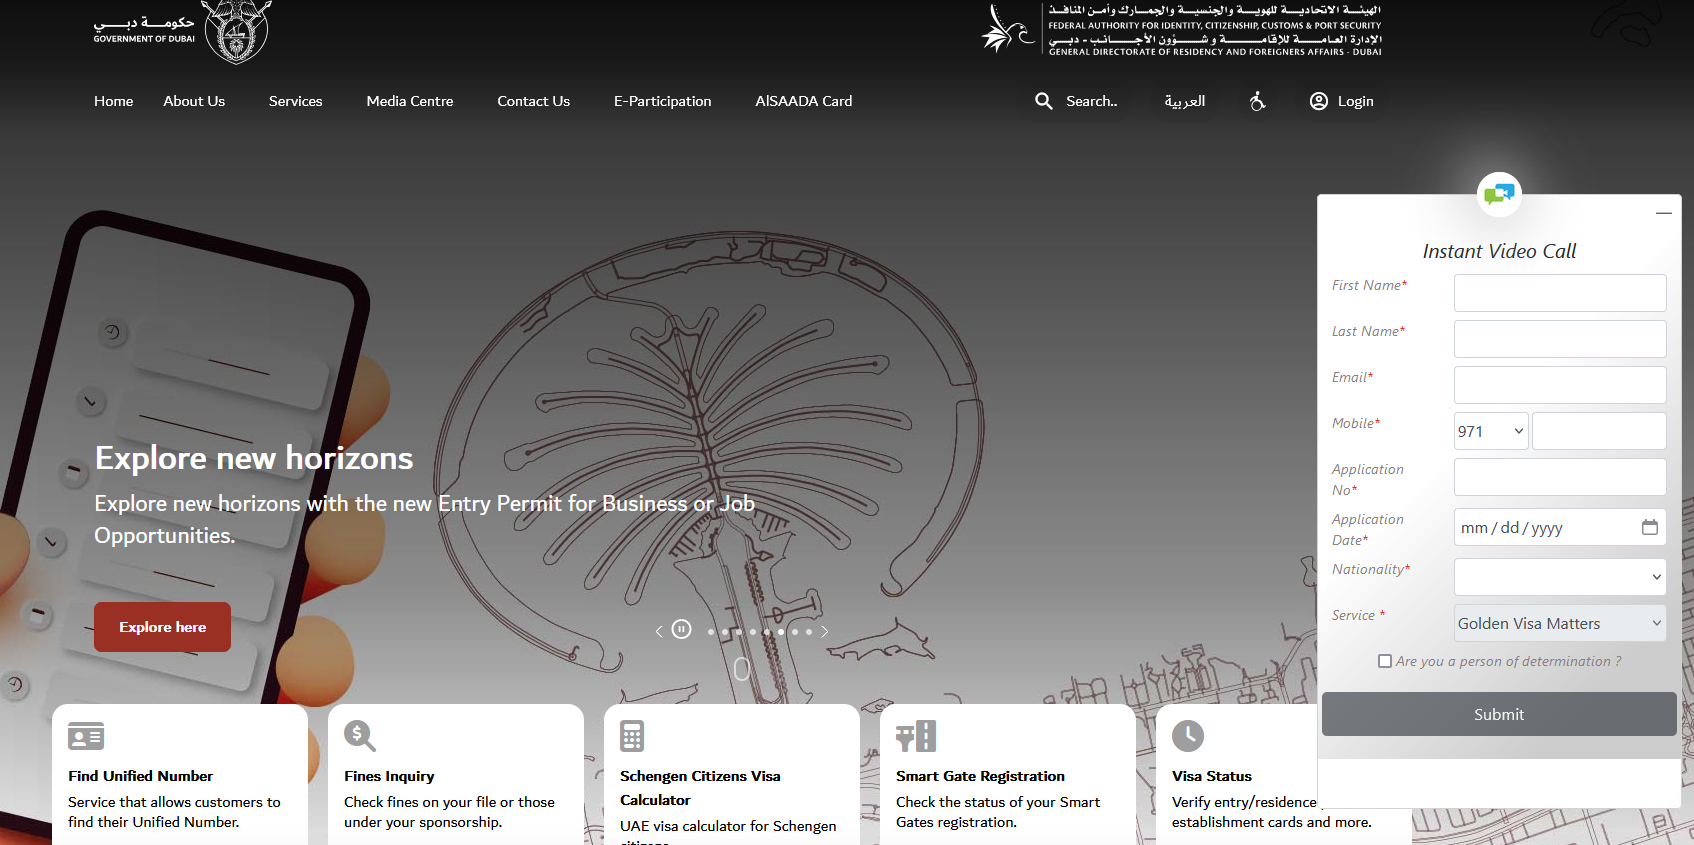 حكومة دبي
GOVERNMENT OF DUBAI
الهيئة الاتحادية للهوية والجنسية والجمارك وأمن المنافذ
FEDERAL AUTHORITY FOR IDENTITY, CITIZENSHIP, CUSTOMS & PORT SECURITY
الإدارة العامة للإقامة وشؤون الأجانب - دبي
GENERAL DIRECTORATE OF RESIDENCY AND FOREIGNERS AFFAIRS - DUBAI
Home About Us Services Media Centre Contact Us E-Participation AlSAADA Card Search.. العربية Login
Explore new horizons
Explore new horizons with the new Entry Permit for Business or Job
Opportunities.
Explore here
Instant Video Call
First Name*
Last Name*
Email*
Mobile* 971
Application
No*
Application
Date*
mm / dd / yyyy
Nationality*
Service * Golden Visa Matters
Are you a person of determination ?
Submit
Find Unified Number
Service that allows customers to
find their Unified Number.
Fines Inquiry
Check fines on your file or those
under your sponsorship.
Schengen Citizens Visa
Calculator
UAE visa calculator for Schengen
Smart Gate Registration
Check the status of your Smart
Gates registration.
Visa Status
Verify entry/residence
establishment cards and more.